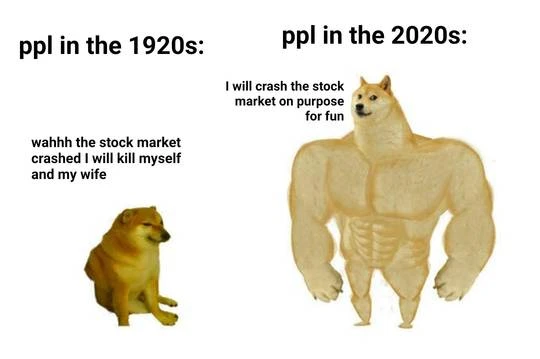 ppl in the 1920s:
wahhh the stock market
crashed I will kill myself
and my wife
ppl in the 2020s:
I will crash the stock
market on purpose
for fun